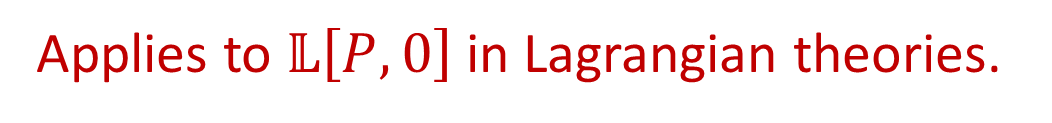 Applies to 𝕃[𝑃, 0] in Lagrangian theories.